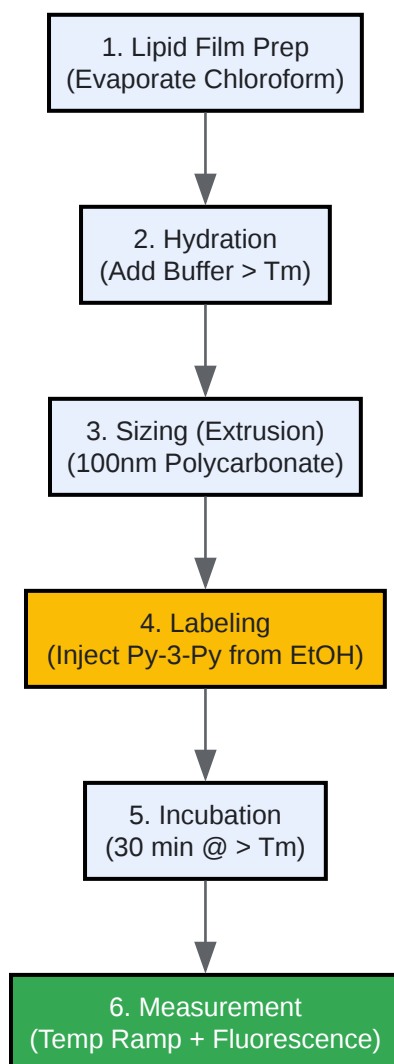 1. Lipid Film Prep
(Evaporate Chloroform)
2. Hydration
(Add Buffer > Tm)
3. Sizing (Extrusion)
(100nm Polycarbonate)
4. Labeling
(Inject Py-3-Py from EtOH)
5. Incubation
(30 min @ > Tm)
6. Measurement
(Temp Ramp + Fluorescence)